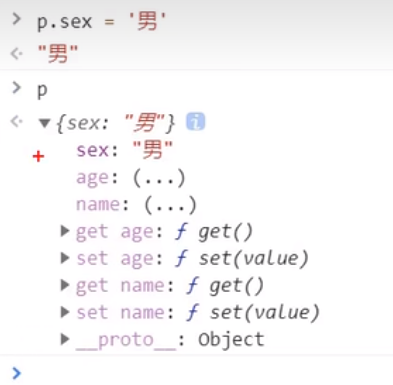 > p.sex = '男'
<· "男"
> p
<· ▼{sex: "男"} i
sex: "男"
age: (...)
name: (...)
▶get age: ƒ get()
▶set age: ƒ set(value)
▶get name: ƒ get()
▶set name: ƒ set(value)
▶__proto__: Object
>